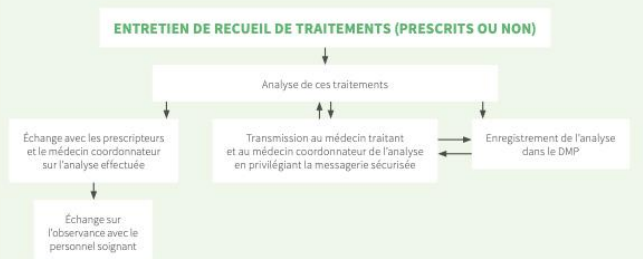 ENTRETIEN DE RECUEIL DE TRAITEMENTS (PRESCRITS OU NON)
Analyse de ces traitements
Échange avec les prescripteurs
et le médecin coordonnateur
sur l'analyse effectuée
Transmission au médecin traitant
et au médecin coordonnateur de l'analyse
en privilégiant la messagerie sécurisée
Enregistrement de l'analyse
dans le DMP
Échange sur
l'observance avec le
personnel soignant